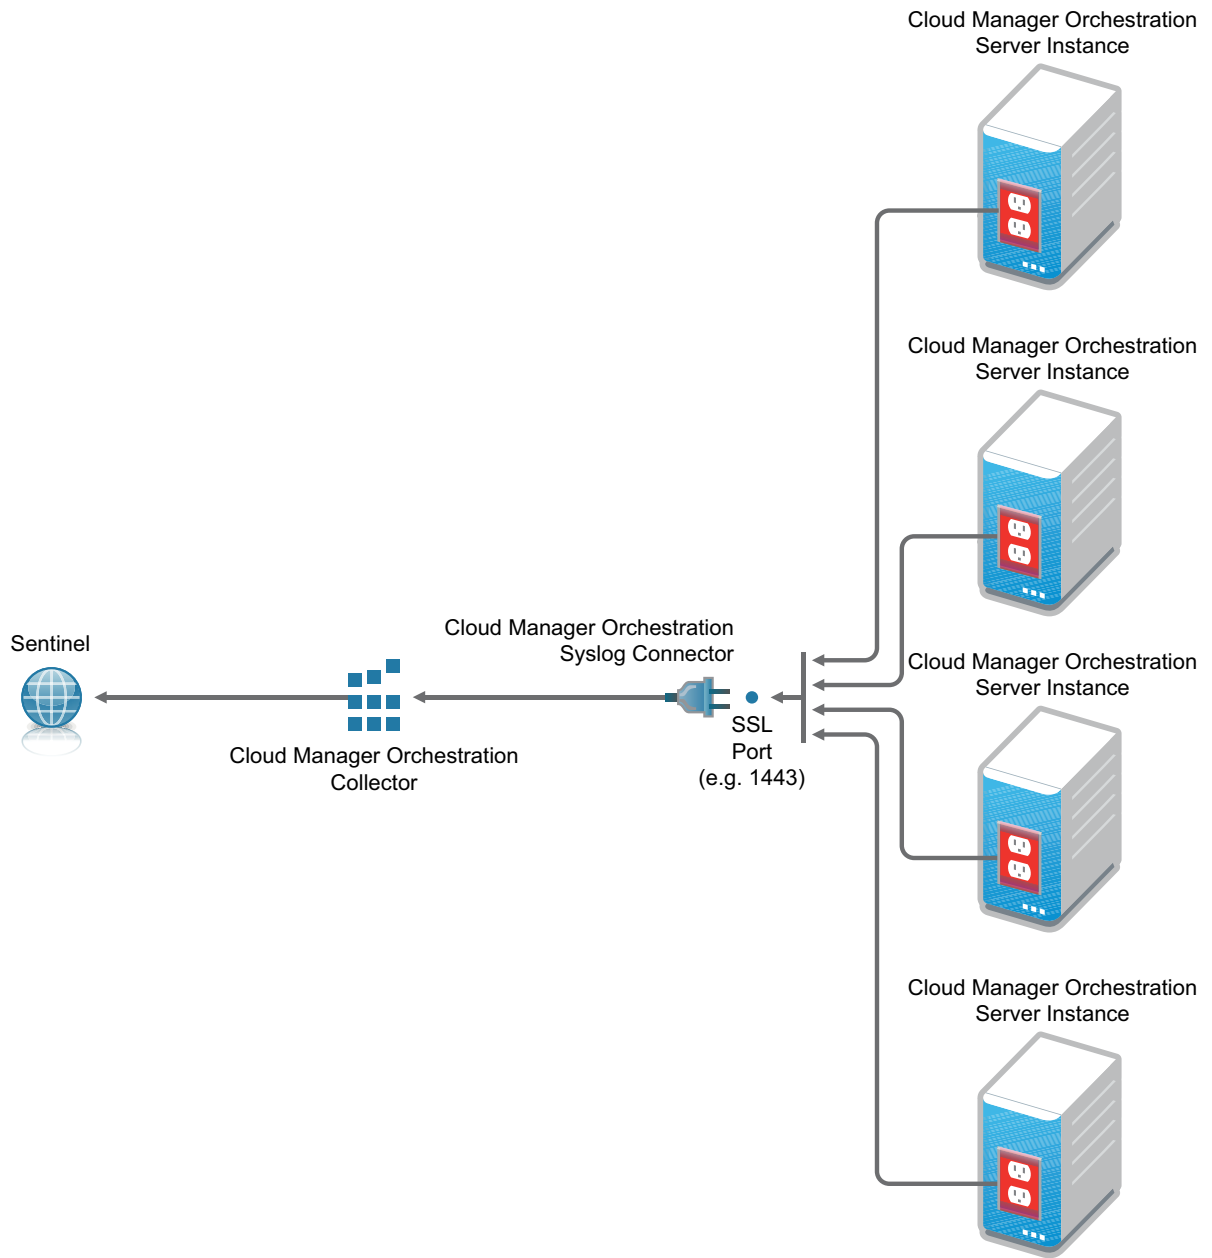 Cloud Manager Orchestration
Server Instance
Cloud Manager Orchestration
Server Instance
Sentinel
Cloud Manager Orchestration
Syslog Connector
Cloud Manager Orchestration
Server Instance
SSL
Port
(e.g. 1443)
Cloud Manager Orchestration
Collector
Cloud Manager Orchestration
Server Instance